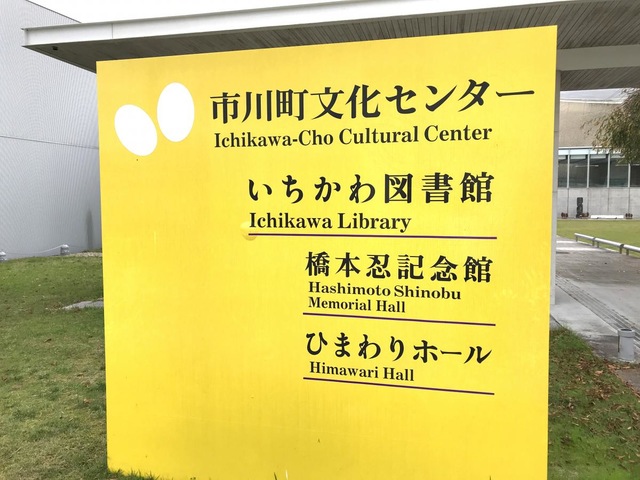 市川町文化センター
Ichikawa-Cho Cultural Center
いちかわ図書館
Ichikawa Library
橋本忍記念館
Hashimoto Shinobu
Memorial Hall
ひまわりホール
Himawari Hall